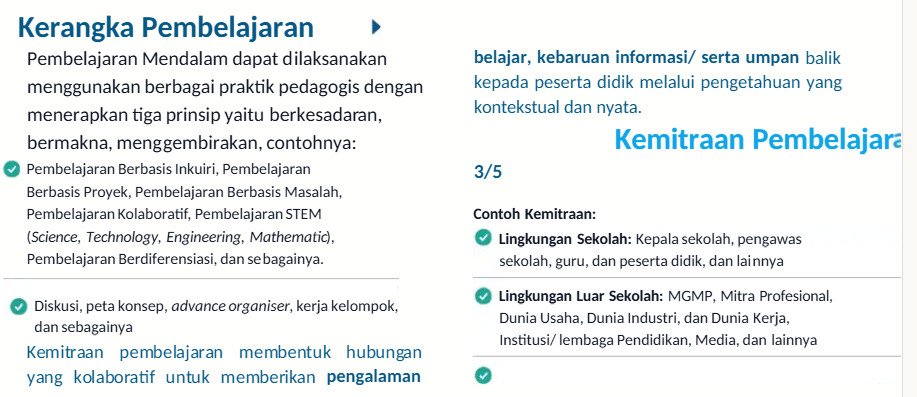 Kerangka Pembelajaran
Pembelajaran Mendalam dapat dilaksanakan
menggunakan berbagai praktik pedagogis dengan
menerapkan tiga prinsip yaitu berkesadaran,
bermakna, menggembirakan, contohnya:
Pembelajaran Berbasis Inkuiri, Pembelajaran
Berbasis Proyek, Pembelajaran Berbasis Masalah,
Pembelajaran Kolaboratif, Pembelajaran STEM
(Science, Technology, Engineering, Mathematic),
Pembelajaran Berdiferensiasi, dan sebagainya.
Diskusi, peta konsep, advance organiser, kerja kelompok,
dan sebagainya
Kemitraan pembelajaran membentuk hubungan
yang kolaboratif untuk memberikan pengalaman
belajar, kebaruan informasi/ serta umpan balik
kepada peserta didik melalui pengetahuan yang
kontekstual dan nyata.
Kemitraan Pembelajara
3/5
Contoh Kemitraan:
Lingkungan Sekolah: Kepala sekolah, pengawas
sekolah, guru, dan peserta didik, dan lainnya
Lingkungan Luar Sekolah: MGMP, Mitra Profesional,
Dunia Usaha, Dunia Industri, dan Dunia Kerja,
Institusi/ lembaga Pendidikan, Media, dan lainnya